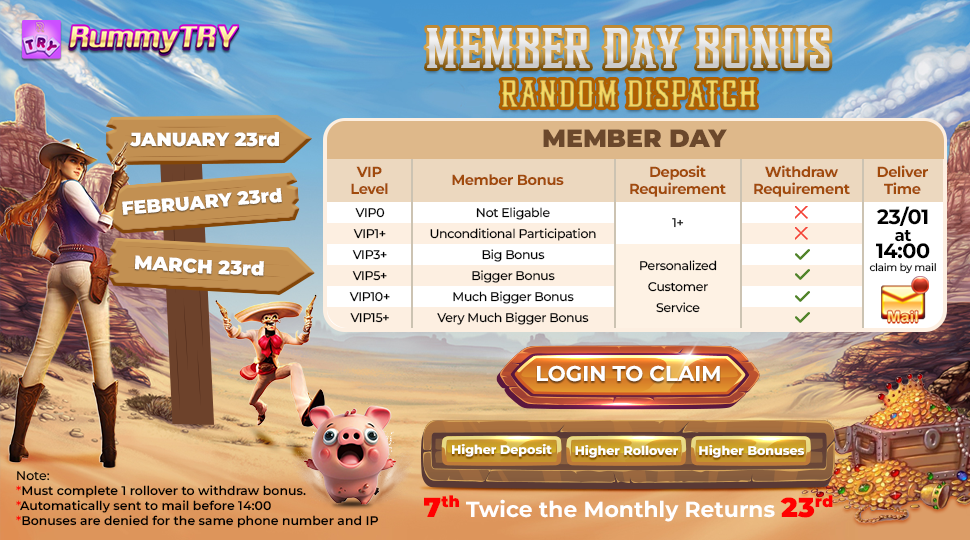 TRY RummyTRY
MEMBER DAY BONUS
RANDOM DISPATCH
JANUARY 23rd
FEBRUARY 23rd
MARCH 23rd
MEMBER DAY
VIP Level
Member Bonus
Deposit Requirement
Withdraw Requirement
Deliver Time
VIP0 Not Eligable
VIP1+ Unconditional Participation
1+
VIP3+ Big Bonus
VIP5+ Bigger Bonus
VIP10+ Much Bigger Bonus
VIP15+ Very Much Bigger Bonus
Personalized
Customer
Service
23/01
at
14:00
claim by mail
Mail
LOGIN TO CLAIM
Higher Deposit Higher Rollover Higher Bonuses
7th Twice the Monthly Returns 23rd
Note:
*Must complete 1 rollover to withdraw bonus.
*Automatically sent to mail before 14:00
*Bonuses are denied for the same phone number and IP